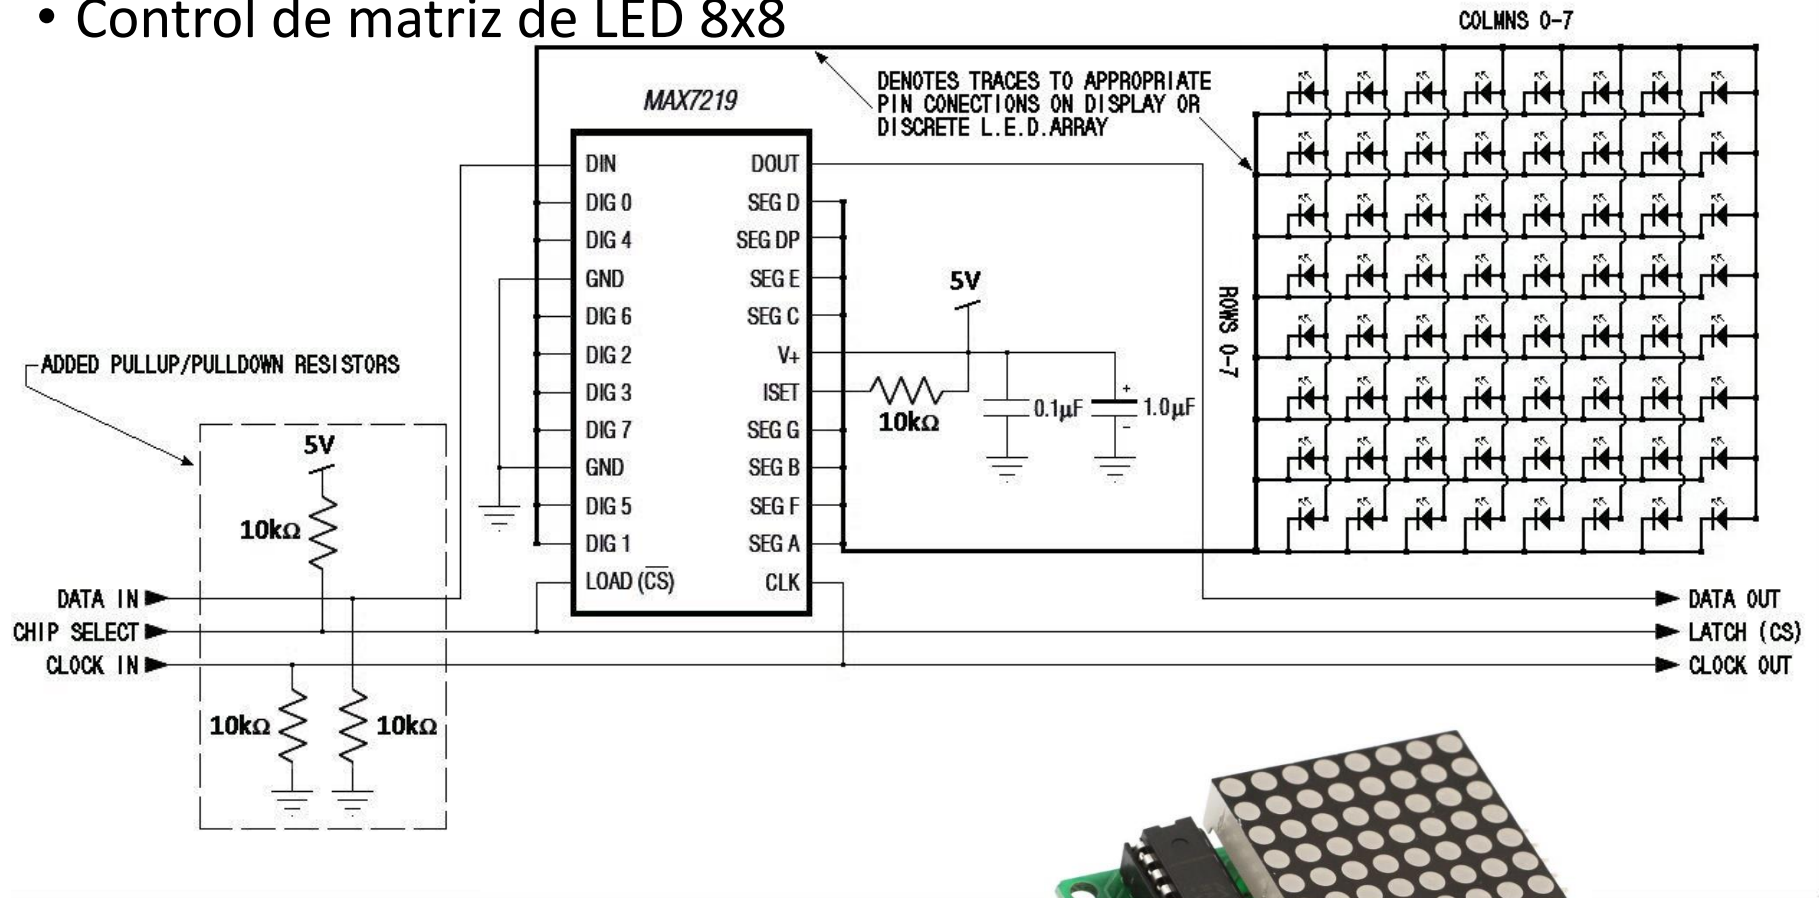 • Control de matriz de LED 8x8
COLMNS 0-7
DENOTES TRACES TO APPROPRIATE
PIN CONECTIONS ON DISPLAY OR
DISCRETE L.E.D.ARRAY
MAX7219
DIN
DIG 0
DIG 4
GND
DIG 6
DIG 2
DIG 3
DIG 7
GND
DIG 5
DIG 1
LOAD (CS)
DOUT
SEG D
SEG DP
SEG E
SEG C
V+
ISET
SEG G
SEG B
SEG F
SEG A
CLK
5V
10kΩ
0.1µF
+
-
1.0µF
ROWS 0-7
ADDED PULLUP/PULLDOWN RESISTORS
5V
10kΩ
DATA IN
CHIP SELECT
CLOCK IN
10kΩ
10kΩ
DATA OUT
LATCH (CS)
CLOCK OUT